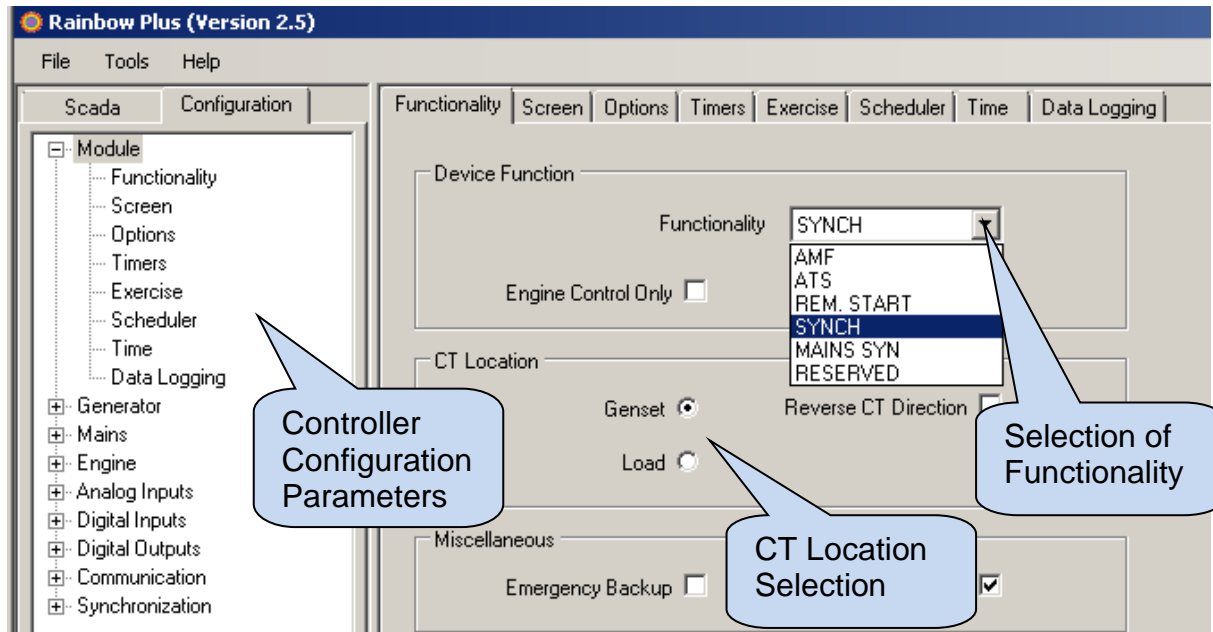 Rainbow Plus (Version 2.5)
File Tools Help
Scada Configuration
Functionality Screen Options Timers Exercise Scheduler Time Data Logging
Module
Functionality
Screen
Options
Timers
Exercise
Scheduler
Time
Data Logging
Generator
Mains
Engine
Analog Inputs
Digital Inputs
Digital Outputs
Communication
Synchronization
Controller
Configuration
Parameters
Device Function
Functionality SYNCH
AMF
ATS
REM. START
SYNCH
MAINS SYN
RESERVED
Engine Control Only
Selection of
Functionality
CT Location
Genset
Reverse CT Direction
Load
CT Location
Selection
Miscellaneous
Emergency Backup